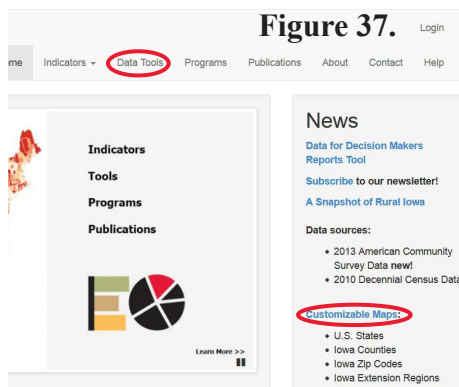 Figure 37.
Login
me Indicators Data Tools Programs Publications About Contact Help
Indicators
Tools
Programs
Publications
Learn More >>
News
Data for Decision Makers
Reports Tool
Subscribe to our newsletter!
A Snapshot of Rural Iowa
Data sources:
• 2013 American Community
Survey Data new!
• 2010 Decennial Census Data
Customizable Maps:
• U.S. States
• Iowa Counties
• Iowa Zip Codes
• Iowa Extension Regions